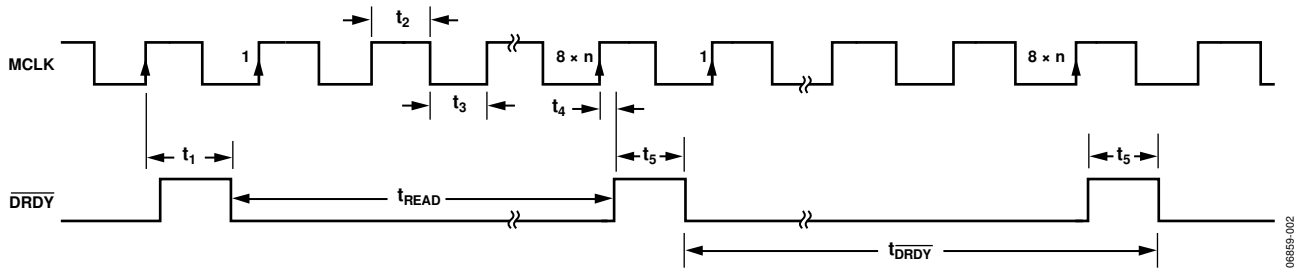 t2
MCLK
1
8 × n
1
8 × n
t3
t4
t1
t5
t5
DRDY
tREAD
tDRDY
06859-002